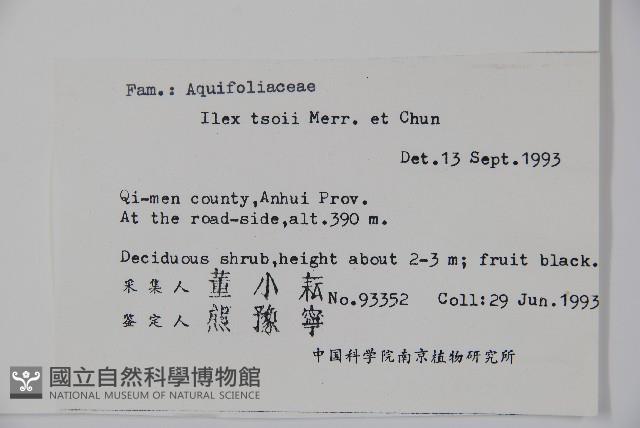 Fam.: Aquifoliaceae
Ilex tsoii Merr. et Chun
Det.13 Sept.1993
Qi-men county,Anhui Prov.
At the road-side,alt.390 m.
Deciduous shrub,height about 2-3 m; fruit black.
采集人 董小耘 No.93352 Coll:29 Jun.1993
鉴定人 熊豫寧
中国科学院南京植物研究所
國立自然科學博物館
NATIONAL MUSEUM OF NATURAL SCIENCE